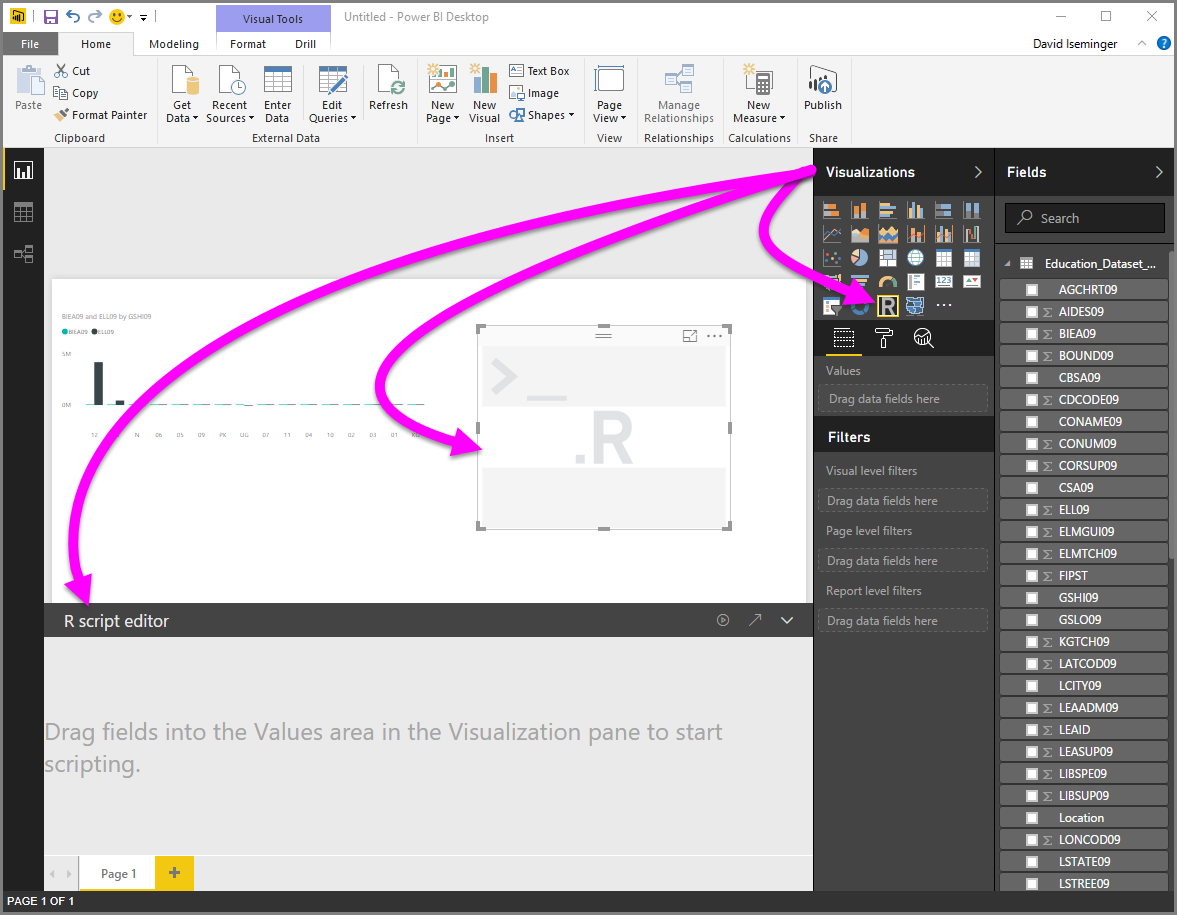 Visual Tools
Untitled - Power BI Desktop
File
Home
Modeling
Format
Drill
David Iseminger
?
Paste
Cut
Copy
Format Painter
Clipboard
Get Data
Recent Sources
Enter Data
Edit Queries
Refresh
External Data
New Page
New Visual
Text Box
Image
Shapes
Insert
Page View
View
Manage Relationships
Relationships
New Measure
Calculations
Publish
Share
BIEA09 and ELL09 by GSHI09
BIEA09 ELL09
5M
0M
12 N 06 05 09 PK UG 07 11 04 10 02 03 01 KG
>_
.R
R script editor
Drag fields into the Values area in the Visualization pane to start
scripting.
Page 1
+
PAGE 1 OF 1
Visualizations
123
R
Values
Drag data fields here
Filters
Visual level filters
Drag data fields here
Page level filters
Drag data fields here
Report level filters
Drag data fields here
Fields
Search
Education_Dataset_...
AGCHRT09
Σ AIDES09
Σ BIEA09
Σ BOUND09
CBSA09
Σ CDCODE09
CONAME09
Σ CONUM09
Σ CORSUP09
CSA09
Σ ELL09
Σ ELMGUI09
Σ ELMTCH09
Σ FIPST
GSHI09
GSLO09
Σ KGTCH09
Σ LATCOD09
LCITY09
Σ LEAADM09
Σ LEAID
Σ LEASUP09
Σ LIBSPE09
Σ LIBSUP09
Location
Σ LONCOD09
LSTATE09
LSTREE09